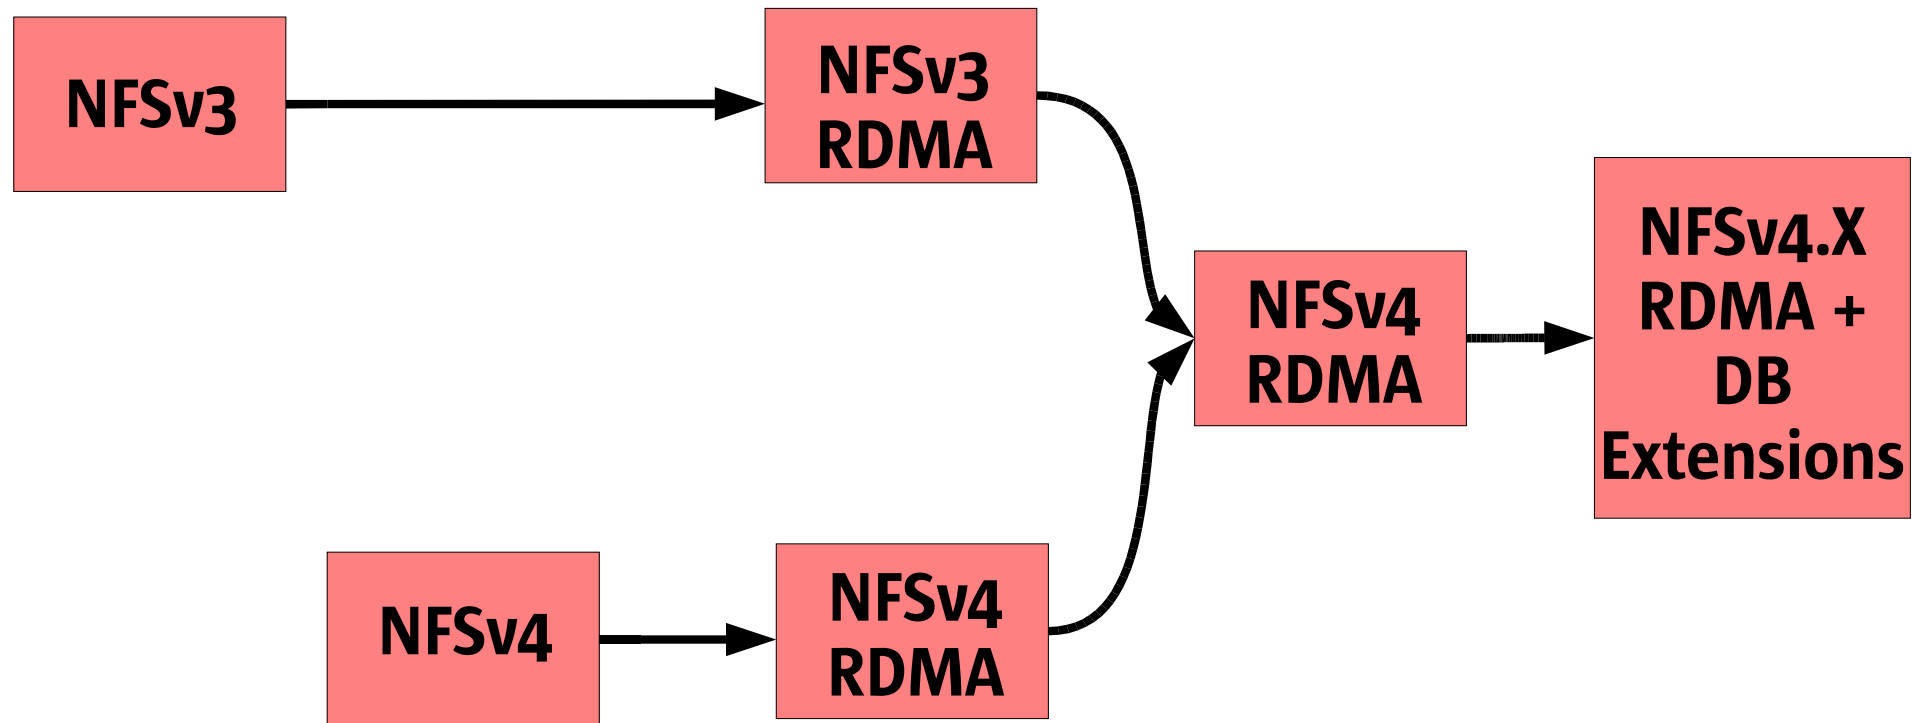 NFSv3
NFSv3
RDMA
NFSv4
RDMA
NFSv4.X
RDMA +
DB
Extensions
NFSv4
NFSv4
RDMA